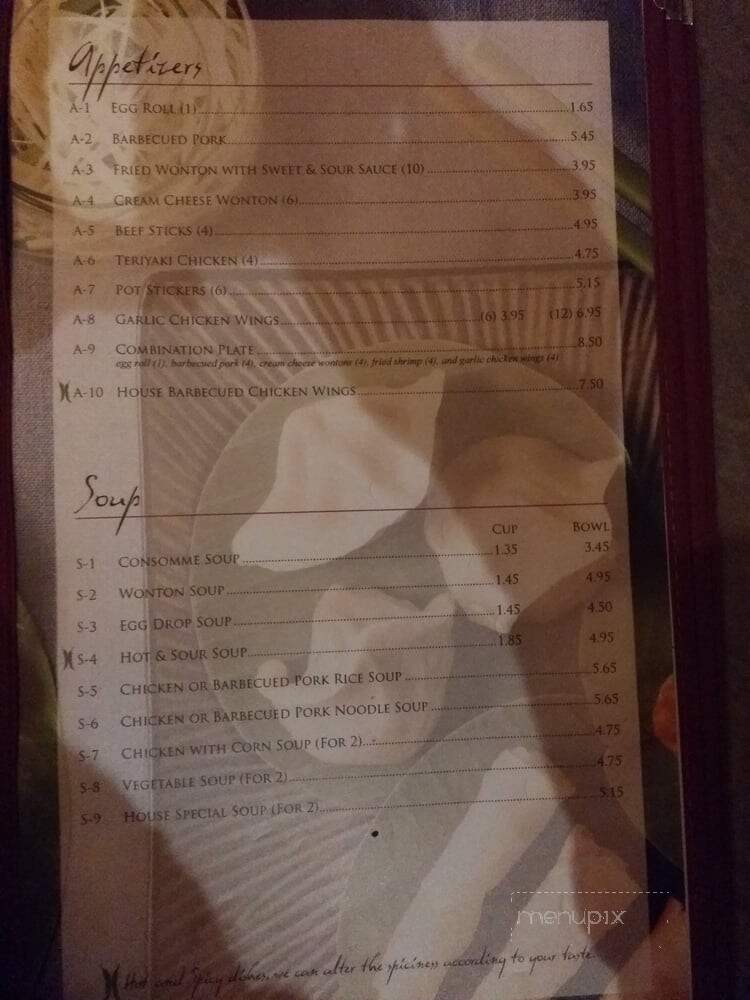 Appetizers
A-1 Egg Roll (1) 1.65
A-2 Barbecued Pork 5.45
A-3 Fried Wonton with Sweet & Sour Sauce (10) 3.95
A-4 Cream Cheese Wonton (6) 3.95
A-5 Beef Sticks (4) 4.95
A-6 Teriyaki Chicken (4) 4.75
A-7 Pot Stickers (6) 5.15
A-8 Garlic Chicken Wings (6) 3.95 (12) 6.95
A-9 Combination Plate 8.50
egg roll (1), barbecued pork (4), cream cheese wontons (4), fried shrimp (4), and garlic chicken wings (4)
A-10 House Barbecued Chicken Wings 7.50
Soup
Cup Bowl
S-1 Consomme Soup 1.35 3.45
S-2 Wonton Soup 1.45 4.95
S-3 Egg Drop Soup 1.45 4.50
S-4 Hot & Sour Soup 1.85 4.95
S-5 Chicken or Barbecued Pork Rice Soup 5.65
S-6 Chicken or Barbecued Pork Noodle Soup 5.65
S-7 Chicken with Corn Soup (For 2) 4.75
S-8 Vegetable Soup (For 2) 4.75
S-9 House Special Soup (For 2) 5.15
menupix
Hot and Spicy dishes, we can alter the spiciness according to your taste.